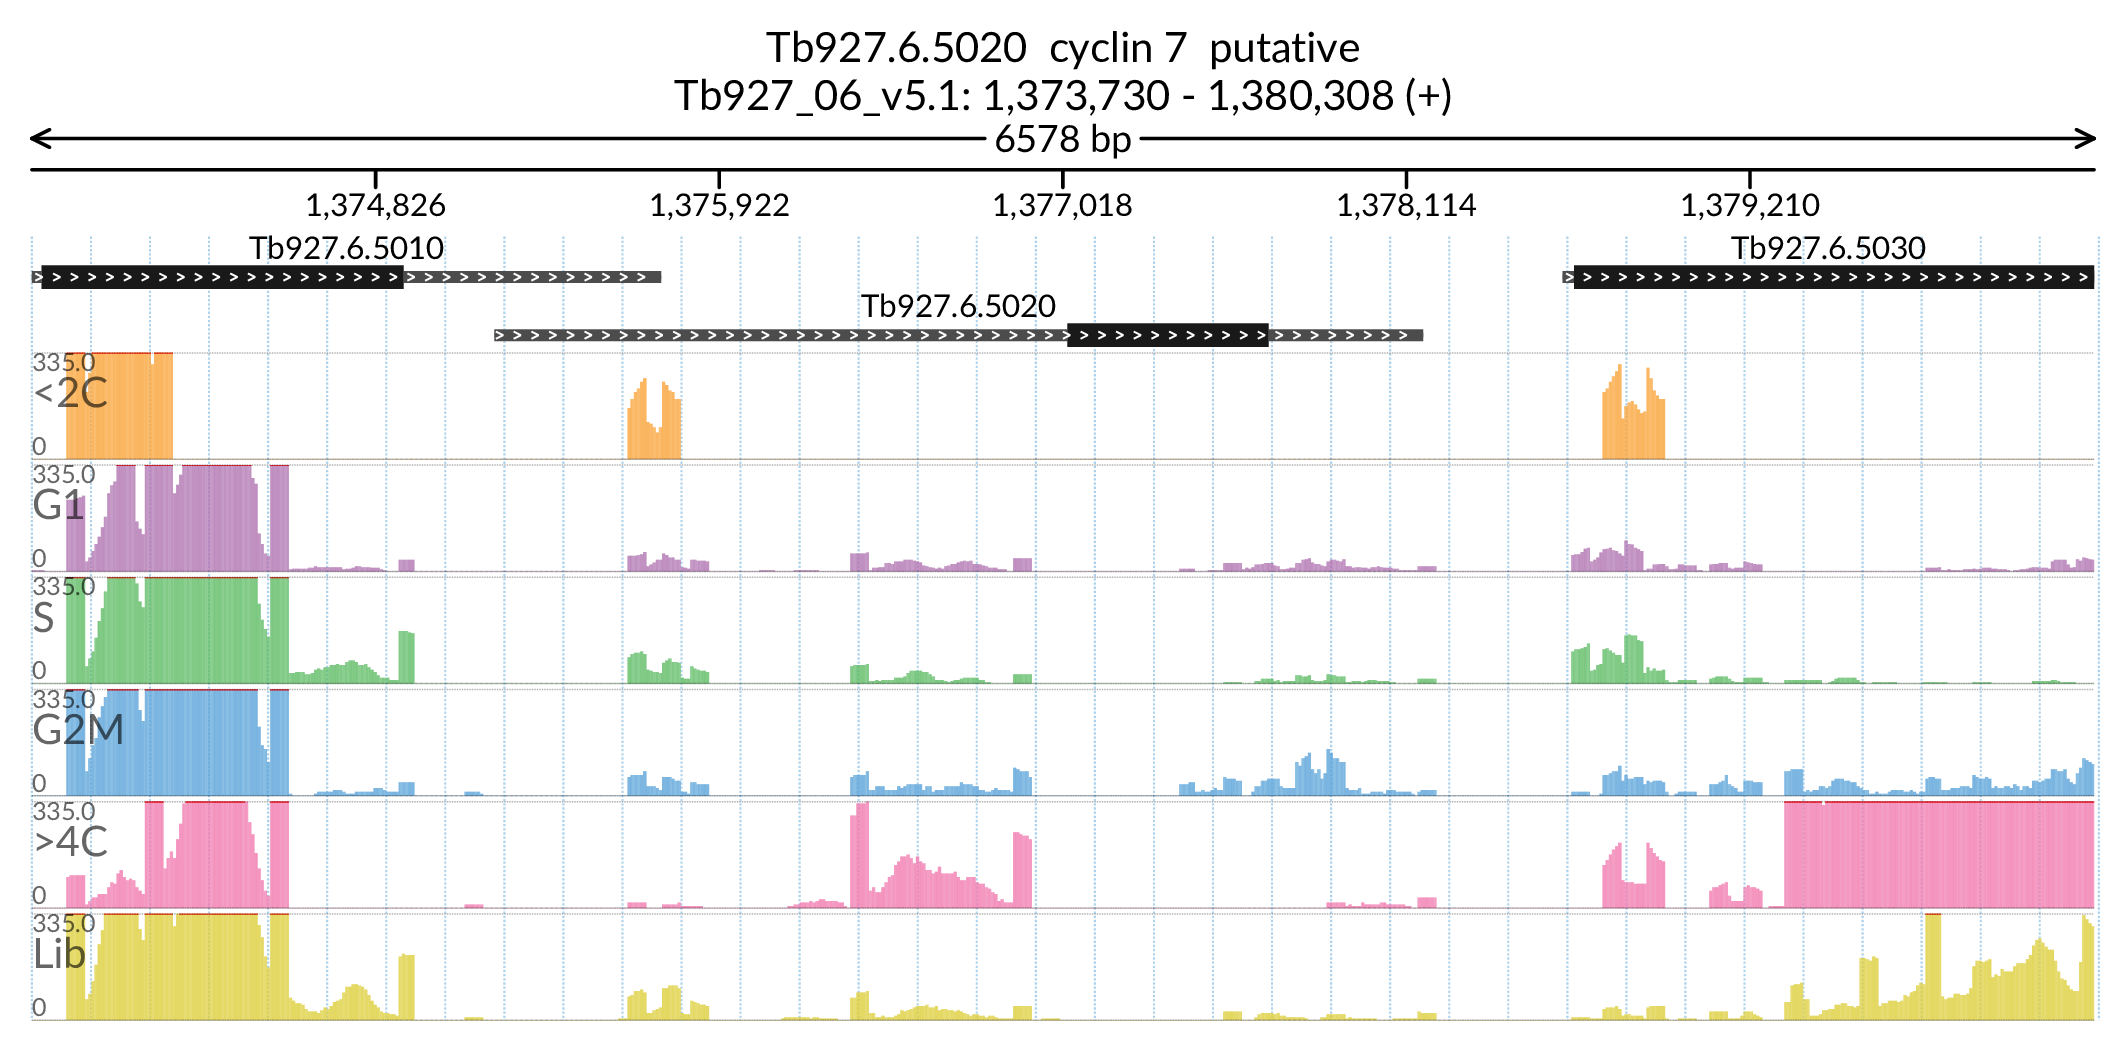 Tb927.6.5020  cyclin 7  putative
Tb927_06_v5.1: 1,373,730 - 1,380,308 (+)
6578 bp
1,374,826 1,375,922 1,377,018 1,378,114 1,379,210
Tb927.6.5010 Tb927.6.5030
Tb927.6.5020
335.0
<2C
0
335.0
G1
0
335.0
S
0
335.0
G2M
0
335.0
>4C
0
335.0
Lib
0